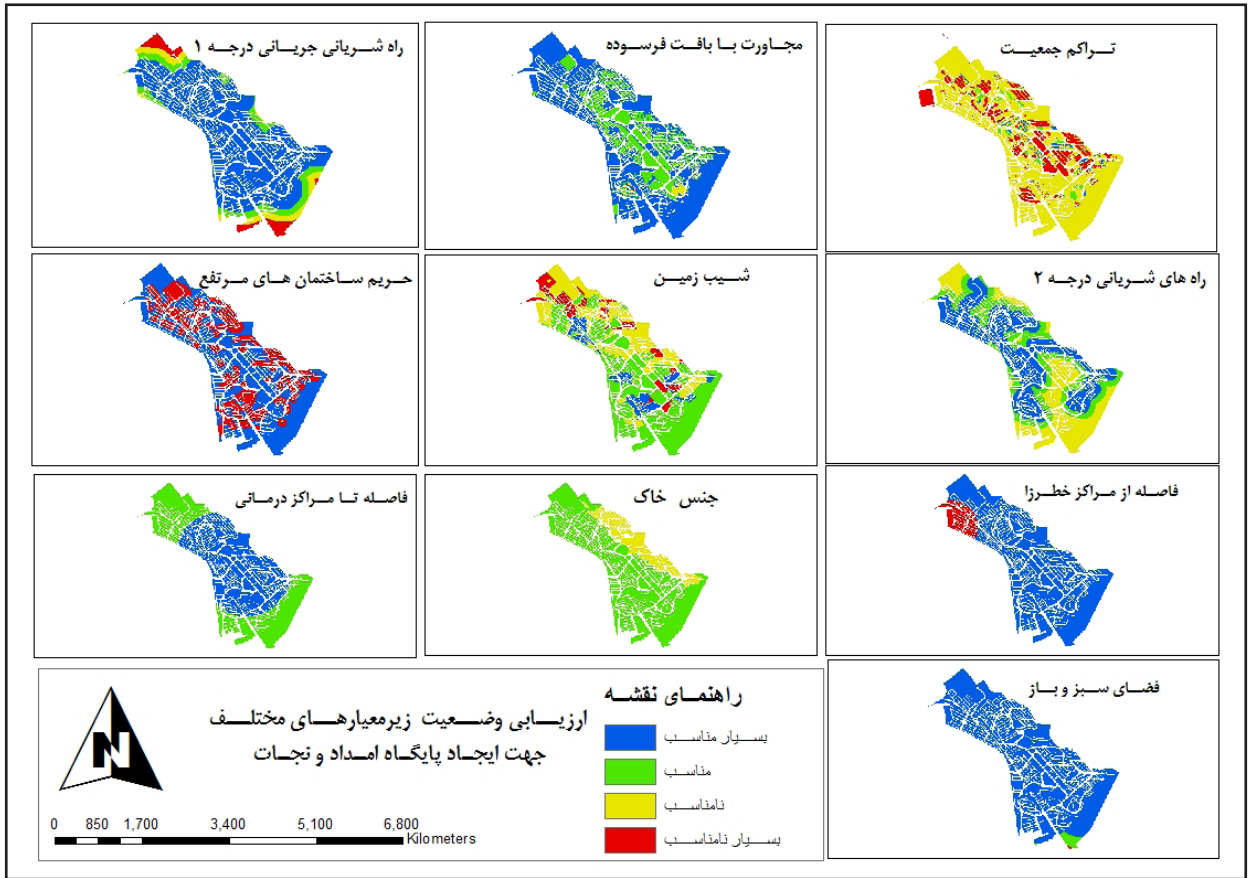 تراکم جمعیت
مجاورت با بافت فرسوده
راه شریانی جریانی درجه ۱
راه های شریانی درجه ۲
شیب زمین
حریم ساختمان های مرتفع
فاصله از مراکز خطرزا
جنس خاک
فاصله تا مراکز درمانی
فضای سبز و باز
راهنمای نقشه
بسیار مناسب
مناسب
نامناسب
بسیار نامناسب
ارزیابی وضعیت زیرمعیارهای مختلف
جهت ایجاد پایگاه امداد و نجات
N
0 850 1,700 3,400 5,100 6,800
Kilometers